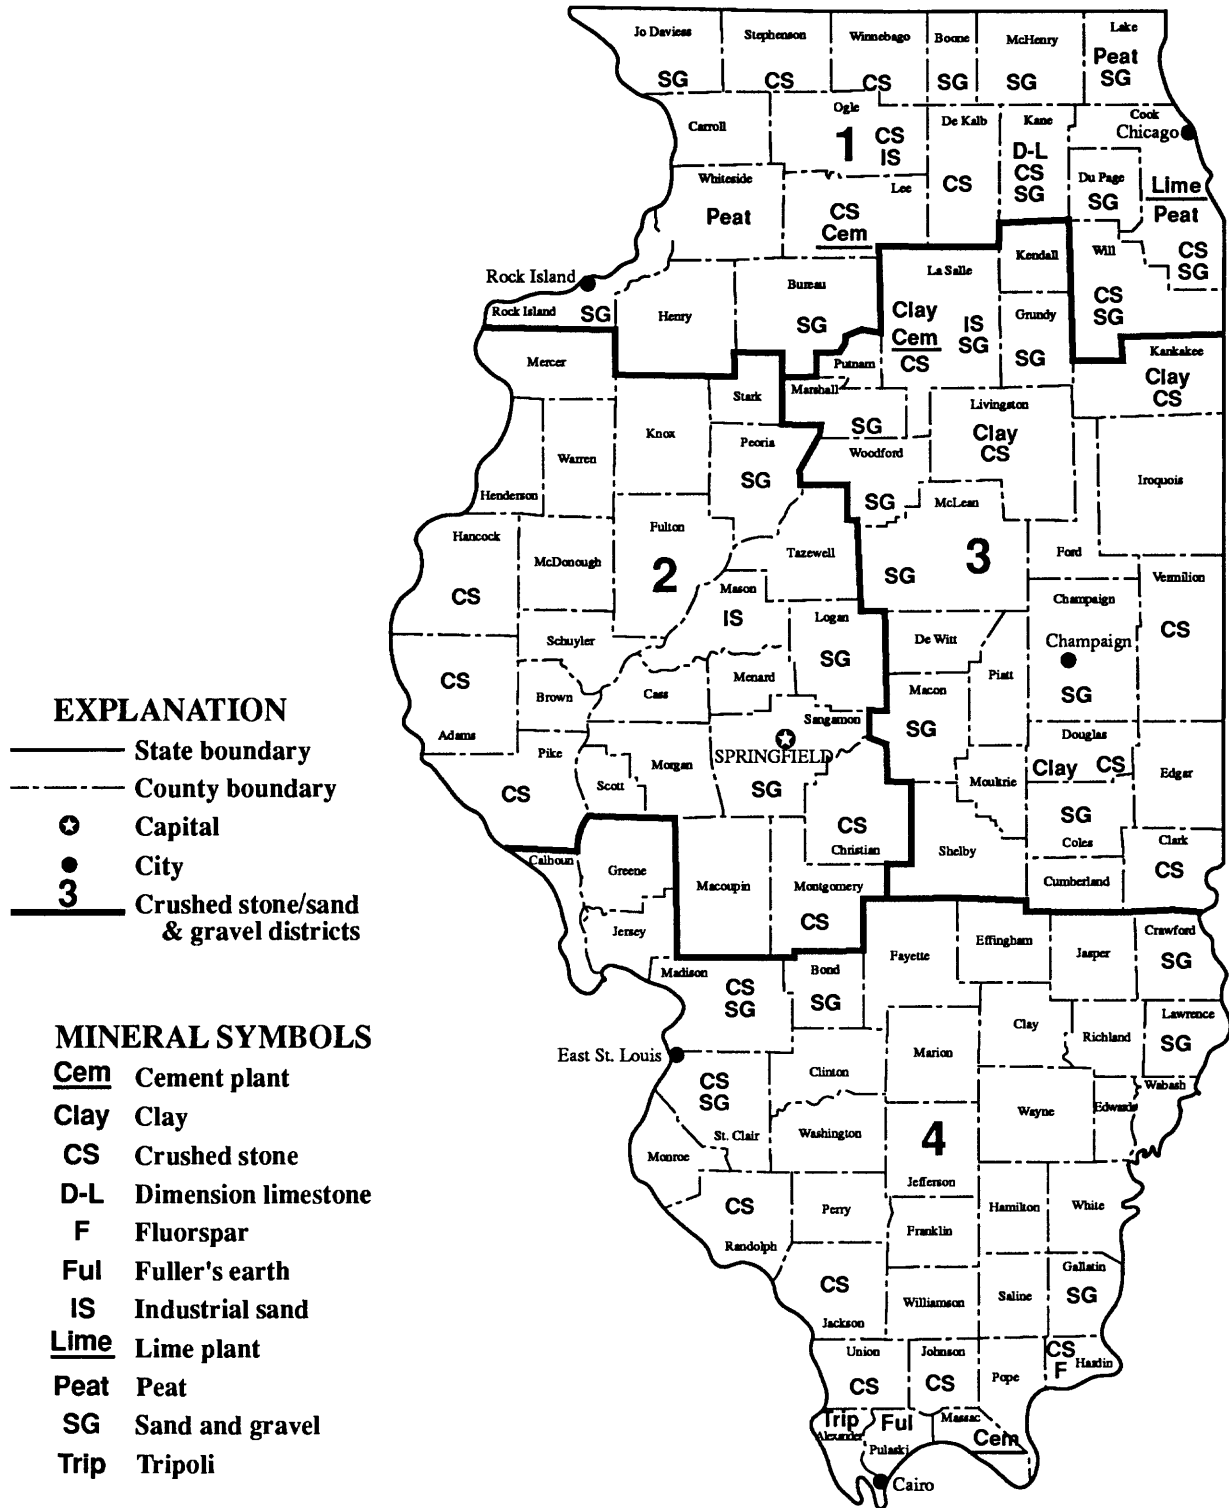 Jo Daviess
Stephenson
Winnebago
Boone
McHenry
Lake
SG
CS
CS
SG
SG
Peat
SG
Carroll
Ogle
1
CS
IS
De Kalb
CS
Kane
D-L
CS
SG
Cook
Chicago
Du Page
SG
Lime
Peat
CS
SG
Whiteside
Peat
Lee
CS
Cem
Rock Island
Rock Island
SG
Henry
Bureau
SG
La Salle
Clay
Cem
CS
IS
SG
Kendall
Grundy
SG
Will
CS
SG
Kankakee
Clay
CS
Mercer
Stark
Putnam
Marshall
SG
Livingston
Clay
CS
Knox
Warren
Henderson
Peoria
SG
Woodford
SG
McLean
SG
3
Iroquois
Hancock
CS
McDonough
Fulton
2
Tazewell
Mason
IS
Ford
Champaign
Champaign
SG
Vermilion
CS
Schuyler
Logan
SG
De Witt
Piatt
CS
Adams
Brown
Cass
Menard
Macon
SG
Sangamon
SPRINGFIELD
SG
Pike
CS
Scott
Morgan
Douglas
Clay
CS
Edgar
Moultrie
SG
Coles
CS
Christian
Shelby
Clark
CS
Cumberland
Calhoun
Greene
Macoupin
Montgomery
CS
Jersey
EXPLANATION
State boundary
County boundary
Capital
City
3
Crushed stone/sand
& gravel districts
Madison
CS
SG
Bond
SG
Fayette
Effingham
Jasper
Crawford
SG
Clay
Richland
Lawrence
SG
East St. Louis
CS
SG
St. Clair
Clinton
Marion
Wayne
Edwards
Wabash
Monroe
Washington
4
Jefferson
CS
Randolph
Perry
Franklin
Hamilton
White
CS
Jackson
Williamson
Saline
Gallatin
SG
Union
CS
Johnson
CS
Pope
CS
F
Hardin
Trip
Alexander
Ful
Pulaski
Massac
Cem
Cairo
MINERAL SYMBOLS
Cem Cement plant
Clay Clay
CS Crushed stone
D-L Dimension limestone
F Fluorspar
Ful Fuller's earth
IS Industrial sand
Lime Lime plant
Peat Peat
SG Sand and gravel
Trip Tripoli